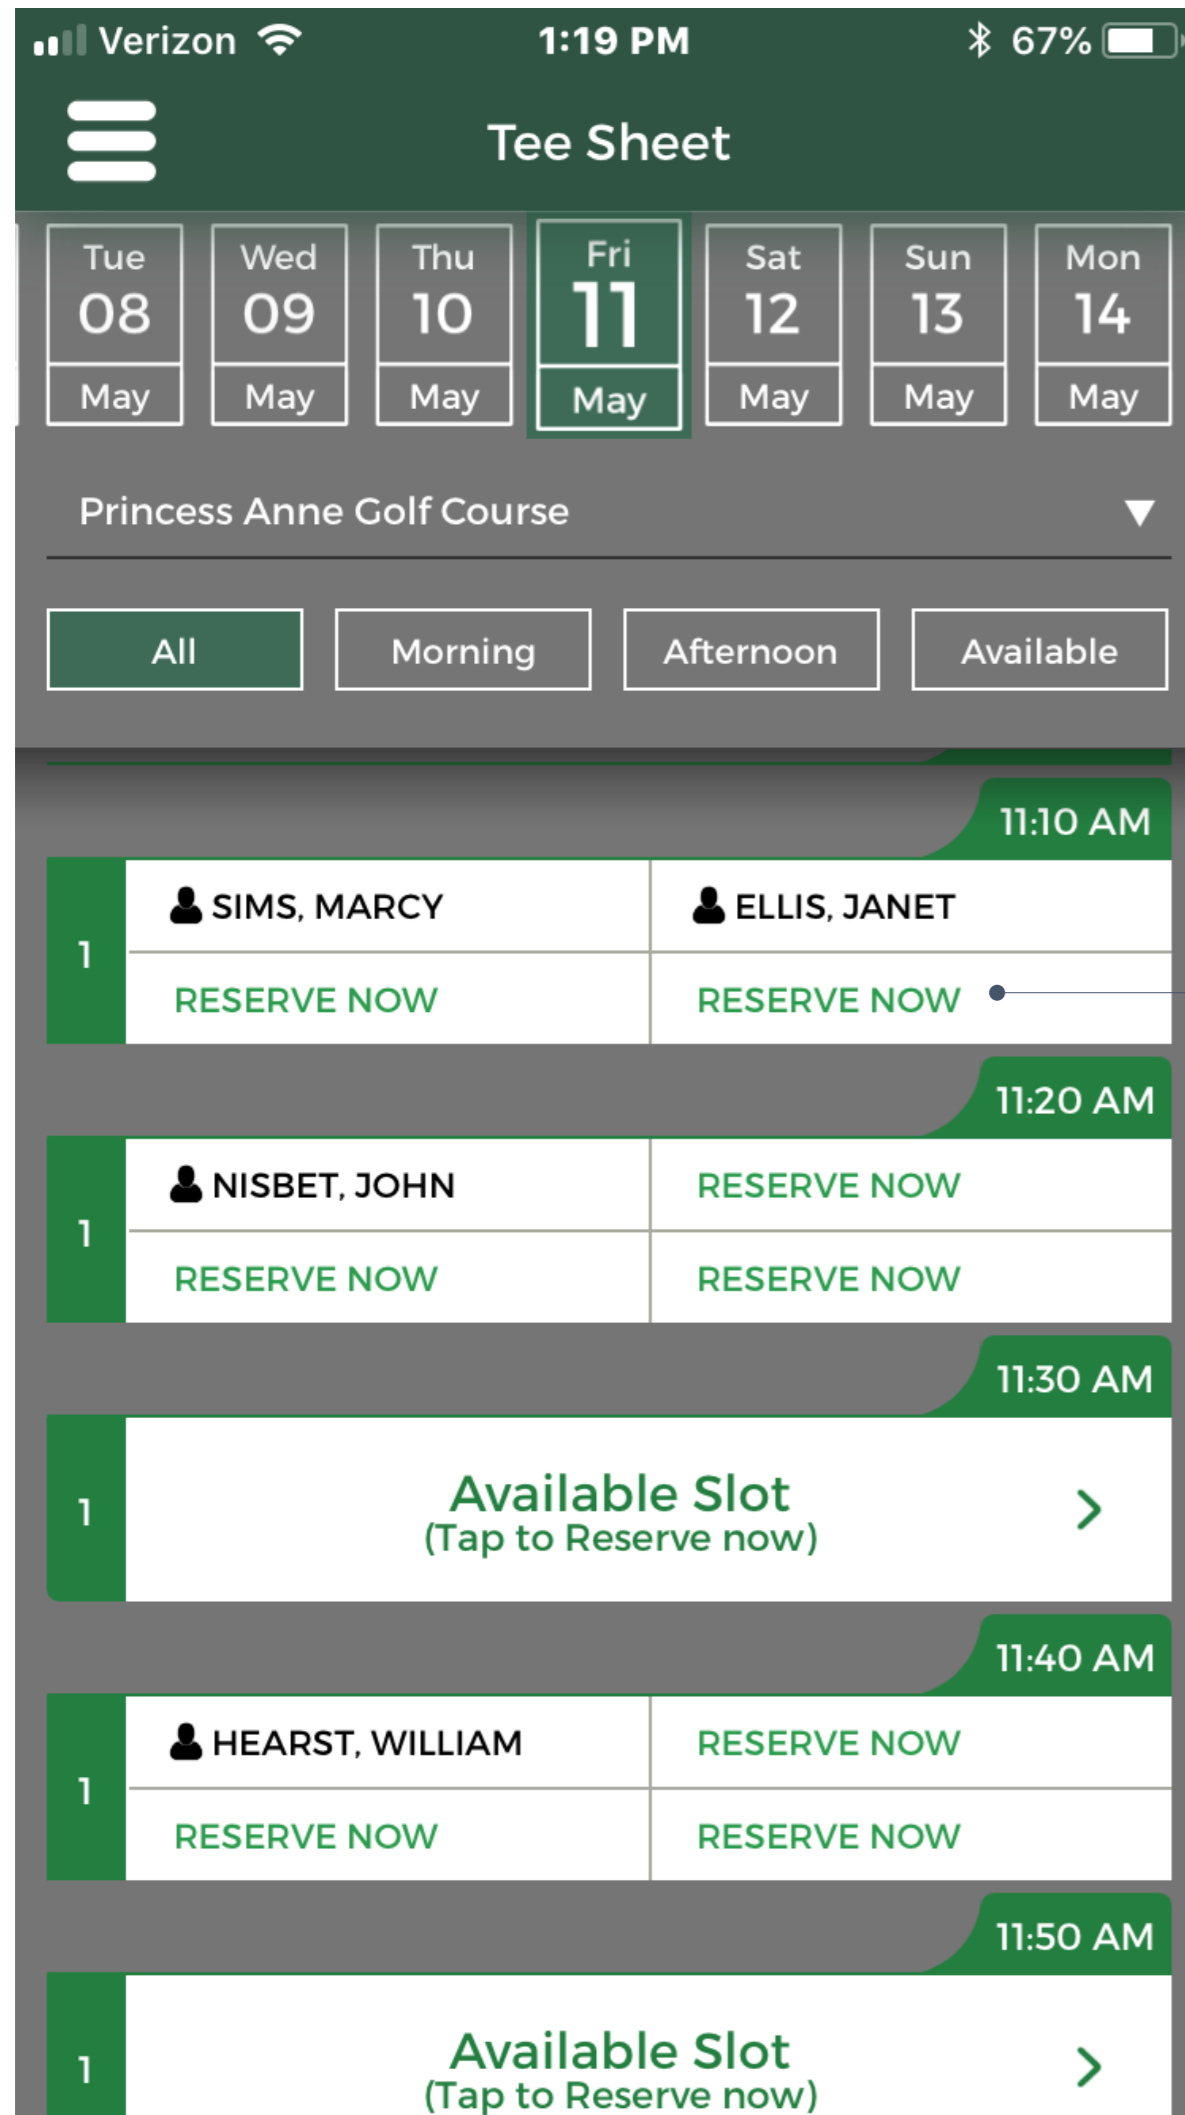 Verizon 1:19 PM 67%
Tee Sheet
Tue Wed Thu Fri Sat Sun Mon
08 09 10 11 12 13 14
May May May May May May May
Princess Anne Golf Course
All Morning Afternoon Available
11:10 AM
SIMS, MARCY ELLIS, JANET
1
RESERVE NOW RESERVE NOW
11:20 AM
NISBET, JOHN RESERVE NOW
1
RESERVE NOW RESERVE NOW
11:30 AM
Available Slot
1
(Tap to Reserve now)
11:40 AM
HEARST, WILLIAM RESERVE NOW
1
RESERVE NOW RESERVE NOW
11:50 AM
Available Slot
1
(Tap to Reserve now)